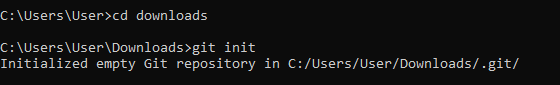 C:\Users\User>cd downloads
C:\Users\User\Downloads>git init
Initialized empty Git repository in C:/Users/User/Downloads/.git/